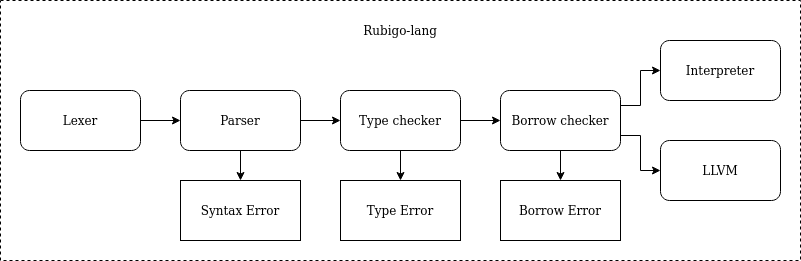 Rubigo-lang
Lexer
Parser
Type checker
Borrow checker
Interpreter
LLVM
Syntax Error
Type Error
Borrow Error